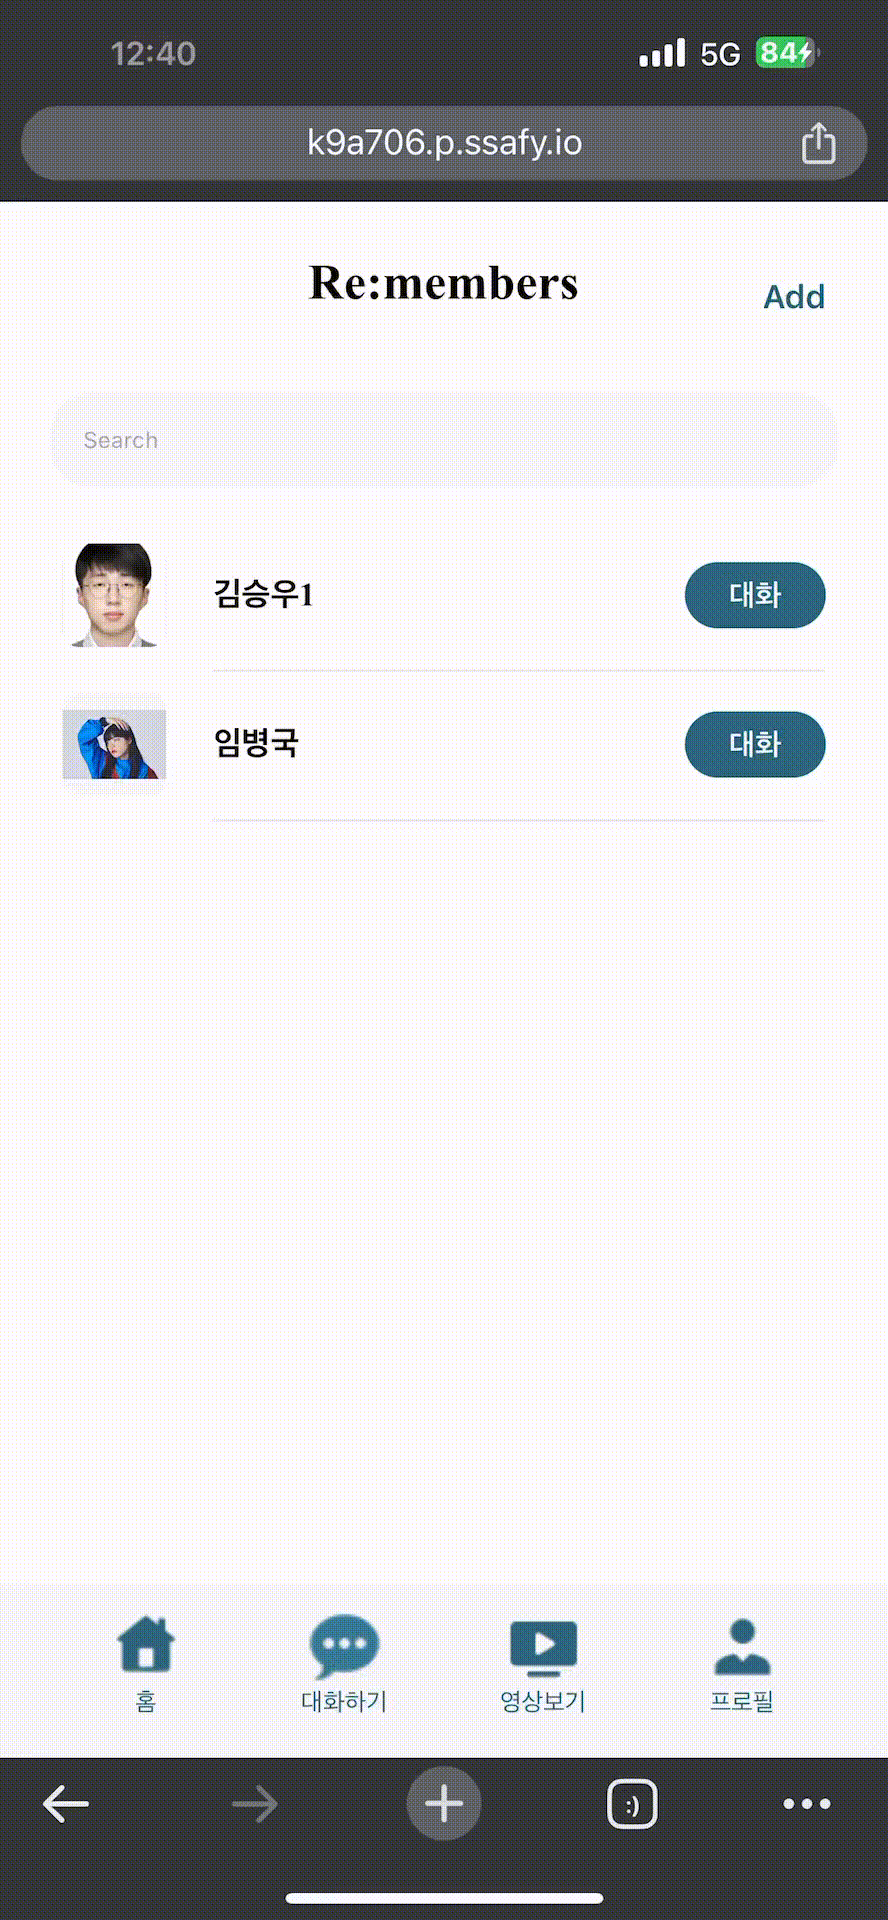 12:40
5G
84
k9a706.p.ssafy.io
Re:members
Add
Search
김승우1
대화
임병국
대화
홈
대화하기
영상보기
프로필
:)